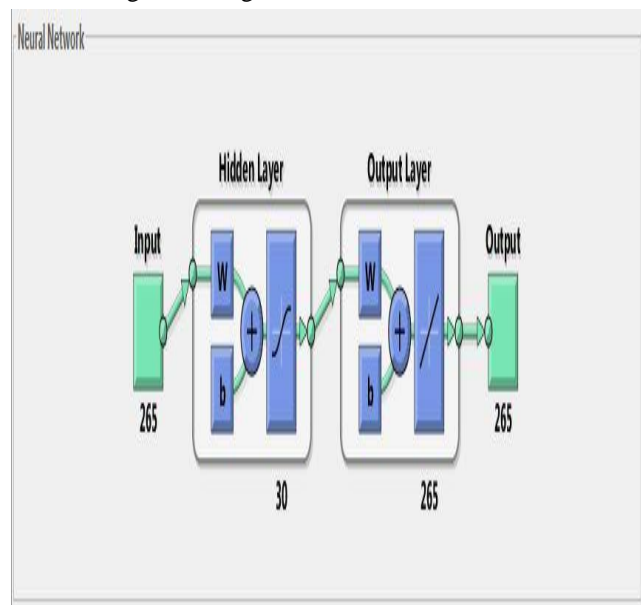 Neural Network
Hidden Layer
Output Layer
Input
Output
W
W
+
+
b
b
265
265
30
265